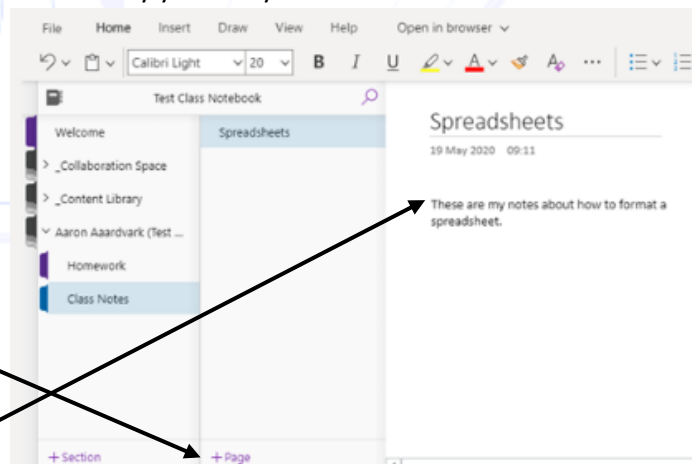 File Home Insert Draw View Help Open in browser
Calibri Light 20 B I U A A
Test Class Notebook
Welcome
_Collaboration Space
_Content Library
Aaron Aaardvark (Test ...
Homework
Class Notes
+ Section
Spreadsheets
+ Page
Spreadsheets
19 May 2020 09:11
These are my notes about how to format a
spreadsheet.